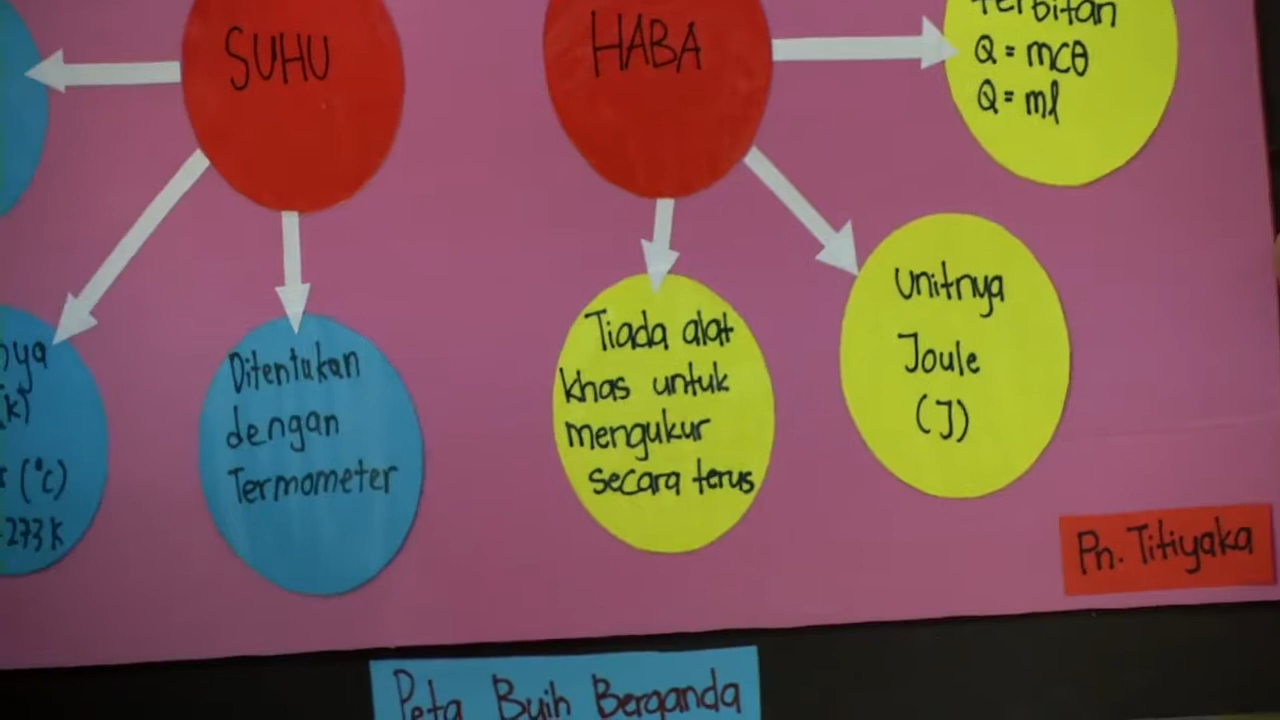 SUHU
HABA
Terbitan
Q = mcθ
Q = ml
Unitnya
Joule
(J)
Tiada alat
khas untuk
mengukur
secara terus
Ditentukan
dengan
Termometer
(°c)
273 K
Pn. Titiyaka
Peta Buih Berganda